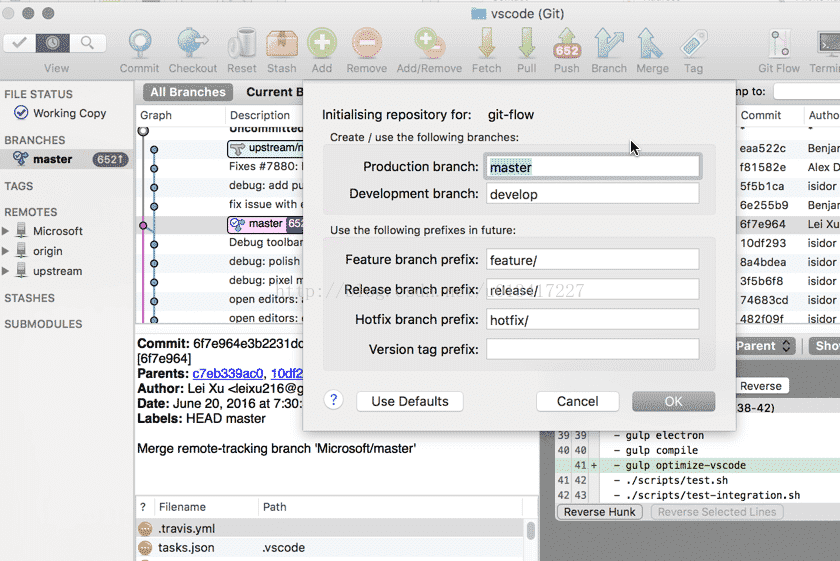 vscode (Git)
View Commit Checkout Reset Stash Add Remove Add/Remove Fetch Pull 652 Push Branch Merge Tag Git Flow
FILE STATUS
Working Copy
BRANCHES
master 652↑
TAGS
REMOTES
Microsoft
origin
upstream
STASHES
SUBMODULES
All Branches
Graph Description
Uncommitted
upstream/m
Fixes #7880: I
debug: add pu
fix issue with e
master 652
Debug toolbar
debug: polish
debug: pixel m
open editors:
open editors:
Initialising repository for: git-flow
Create / use the following branches:
Production branch: master
Development branch: develop
Use the following prefixes in future:
Feature branch prefix: feature/
Release branch prefix: release/
Hotfix branch prefix: hotfix/
Version tag prefix:
? Use Defaults Cancel OK
Commit
eaa522c Benja
f81582e Alex D
5f5b1ca isidor
6e255b9 Benja
6f7e964 Lei Xu
10df293 isidor
8a4bdea isidor
3f5b6f8 isidor
74683cd isidor
482f09f isidor
Commit: 6f7e964e3b2231dc
[6f7e964]
Parents: c7eb339ac0, 10df2
Author: Lei Xu <leixu216@g
Date: June 20, 2016 at 7:30:
Labels: HEAD master
Merge remote-tracking branch 'Microsoft/master'
? Filename Path
.travis.yml
tasks.json .vscode
Parent
Reverse
38-42)
39 39 - gulp electron
40 40 - gulp compile
41 + - gulp optimize-vscode
41 42 - ./scripts/test.sh
42 43 - ./scripts/test-integration.sh
Reverse Hunk Reverse Selected Lines